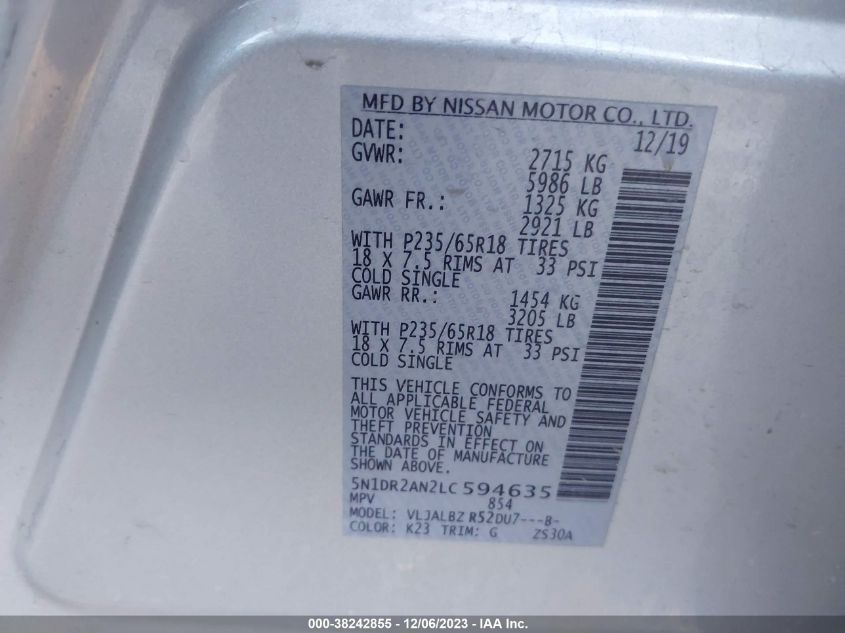 MFD BY NISSAN MOTOR CO., LTD.
DATE: 12/19
GVWR: 2715 KG
5986 LB
GAWR FR.: 1325 KG
2921 LB
WITH P235/65R18 TIRES
18 X 7.5 RIMS AT 33 PSI
COLD SINGLE
GAWR RR.: 1454 KG
3205 LB
WITH P235/65R18 TIRES
18 X 7.5 RIMS AT 33 PSI
COLD SINGLE
THIS VEHICLE CONFORMS TO
ALL APPLICABLE FEDERAL
MOTOR VEHICLE SAFETY AND
THEFT PREVENTION
STANDARDS IN EFFECT ON
THE DATE OF MANUFACTURE
SHOWN ABOVE.
5N1DR2AN2LC594635
MPV 854
MODEL: VLJALBZ R52DU7---B-
COLOR: K23 TRIM: G ZS30A
000-38242855 - 12/06/2023 - IAA Inc.